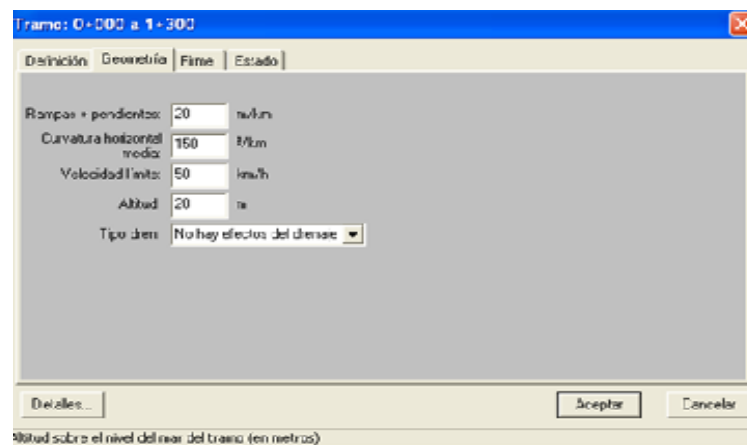 Tramo: 0+000 a 1+300
Definición Geometría Firme Estado
Rampas + pendientes: 20 m/km
Curvatura horizontal media: 150 º/km
Velocidad límite: 50 km/h
Altitud 20 m
Tipo dren: No hay efectos del drenaje
Detalles... Aceptar Cancelar
Altitud sobre el nivel del mar del tramo (en metros)